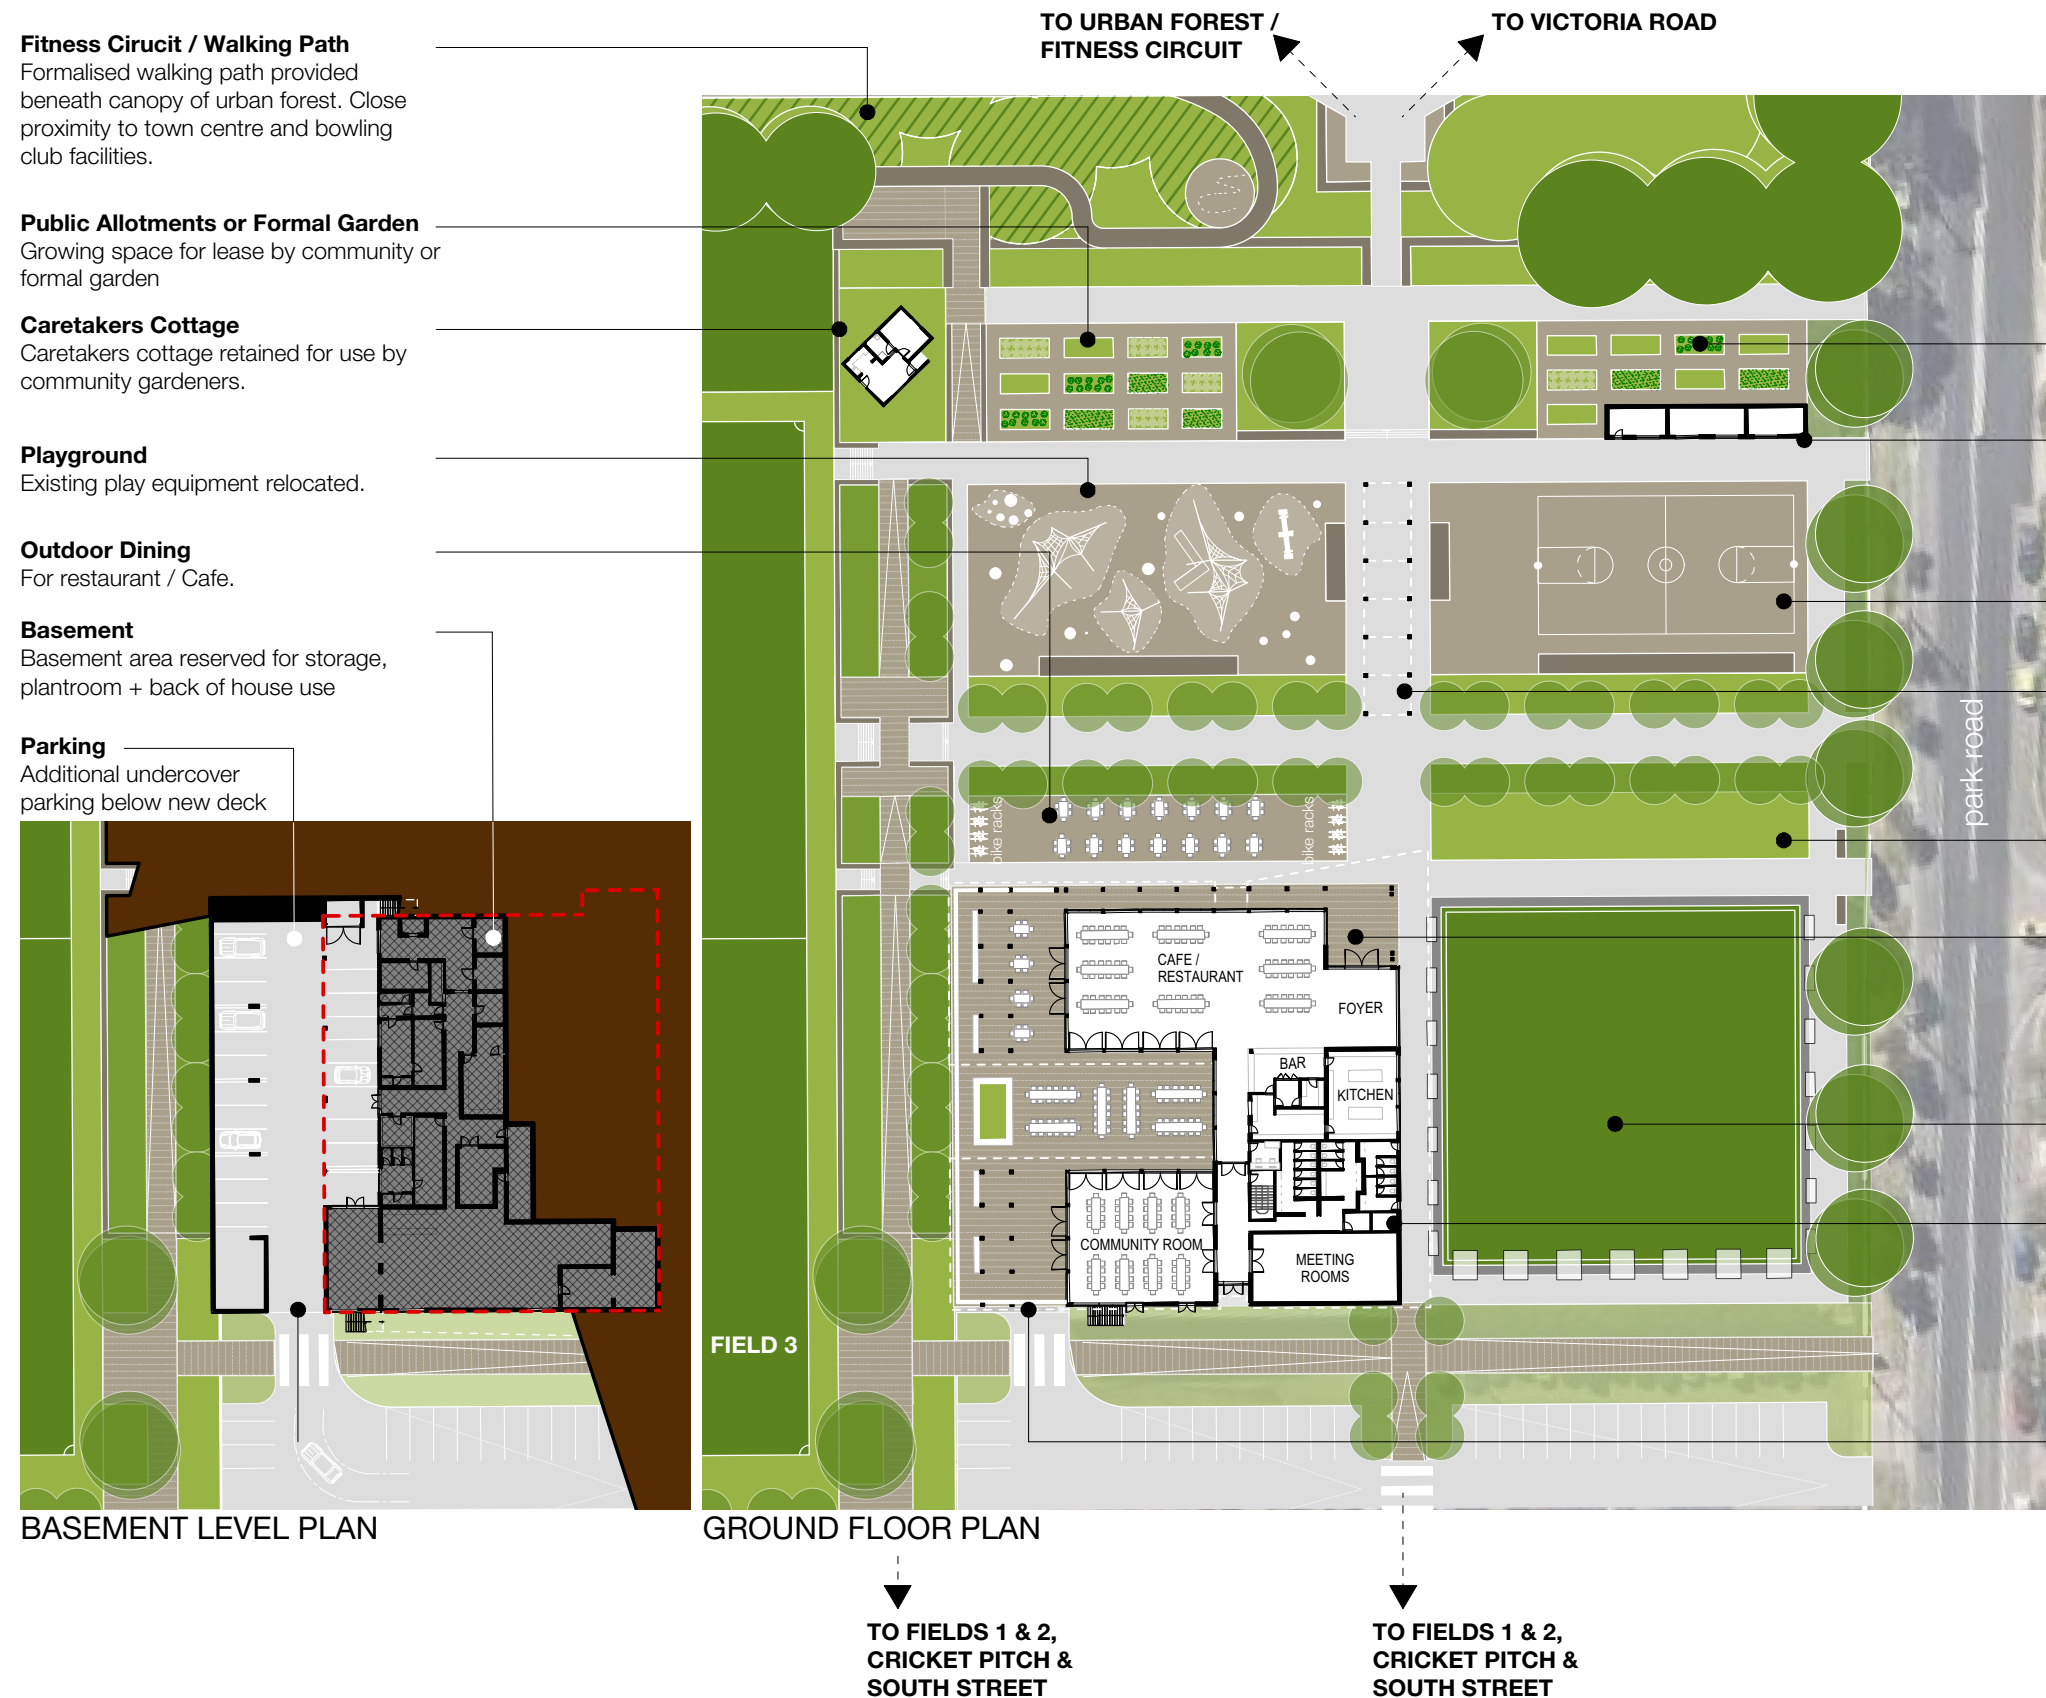 TO URBAN FOREST /
FITNESS CIRCUIT
TO VICTORIA ROAD
Fitness Cirucit / Walking Path
Formalised walking path provided
beneath canopy of urban forest. Close
proximity to town centre and bowling
club facilities.
Public Allotments or Formal Garden
Growing space for lease by community or
formal garden
Caretakers Cottage
Caretakers cottage retained for use by
community gardeners.
Playground
Existing play equipment relocated.
Outdoor Dining
For restaurant / Cafe.
Basement
Basement area reserved for storage,
plantroom + back of house use
Parking
Additional undercover
parking below new deck
park road
bike racks
bike racks
CAFE /
RESTAURANT
FOYER
BAR
KITCHEN
COMMUNITY ROOM
MEETING
ROOMS
FIELD 3
BASEMENT LEVEL PLAN
GROUND FLOOR PLAN
TO FIELDS 1 & 2,
CRICKET PITCH &
SOUTH STREET
TO FIELDS 1 & 2,
CRICKET PITCH &
SOUTH STREET